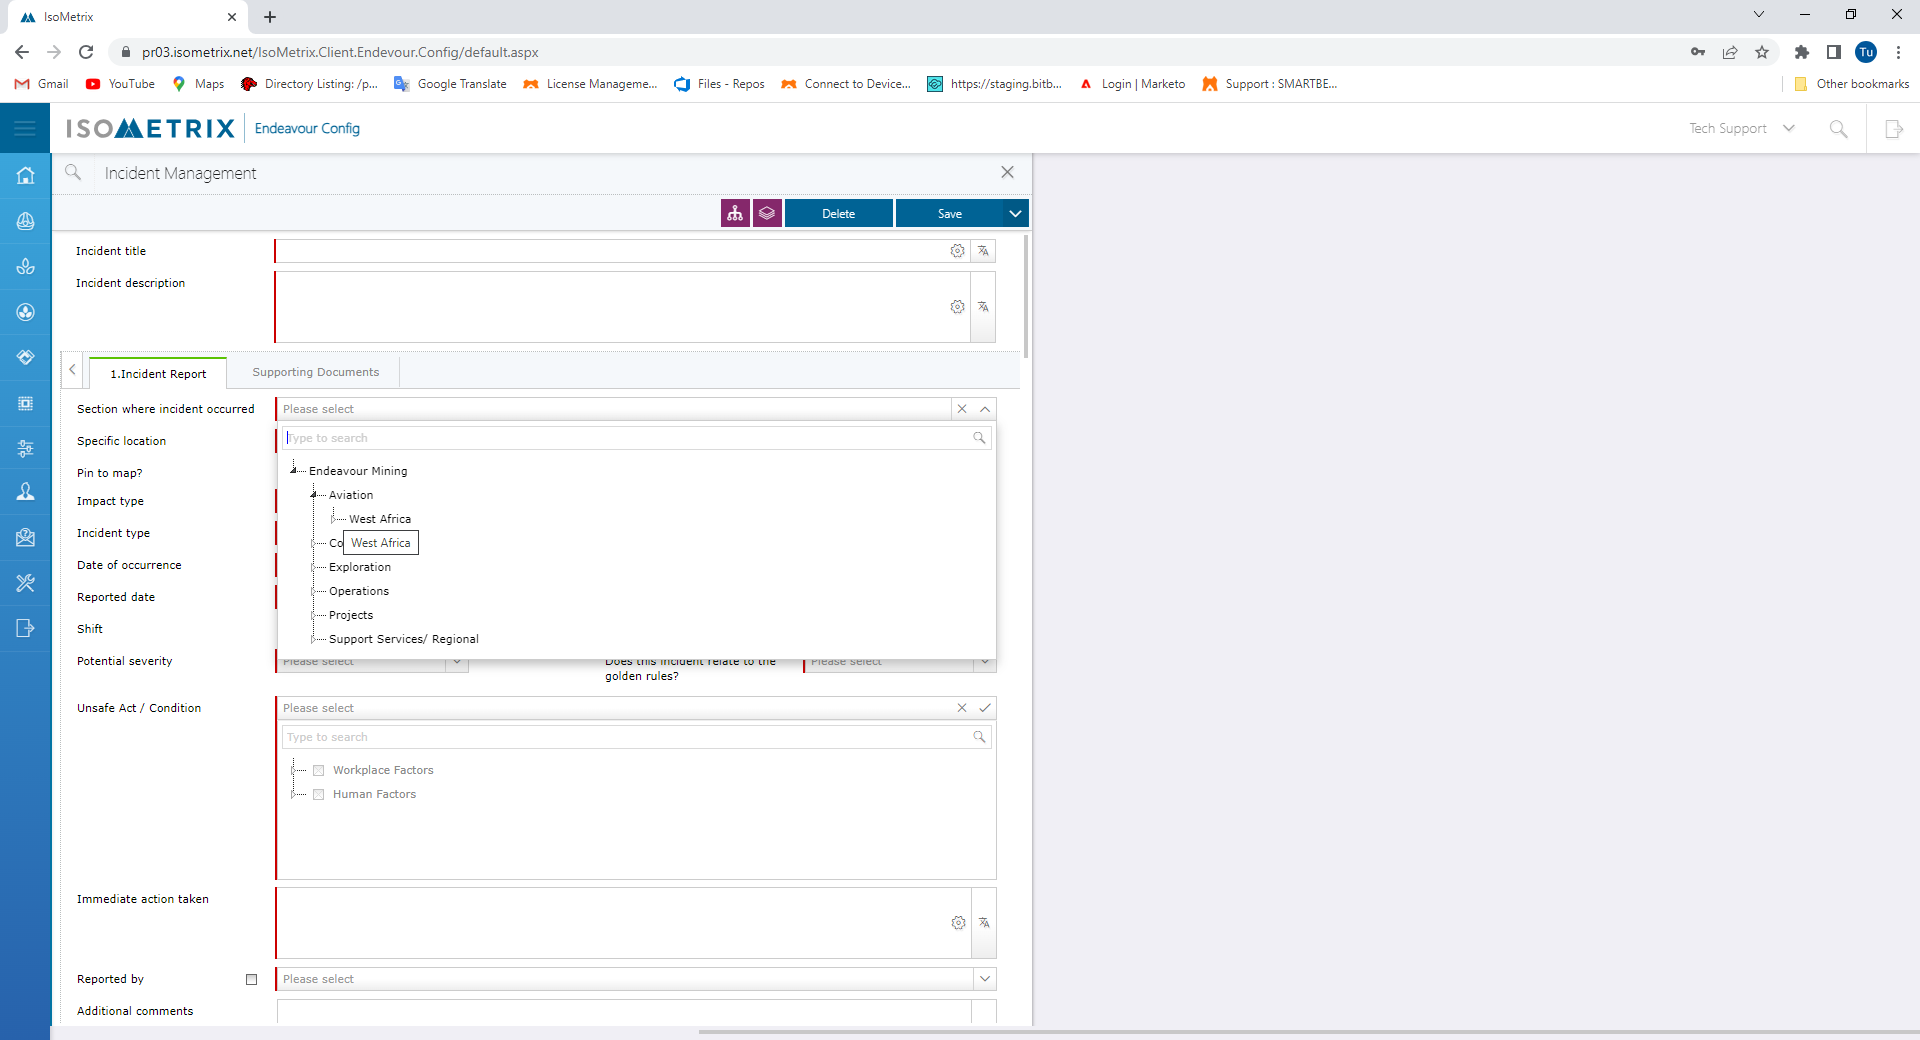 IsoMetrix
pr03.isometrix.net/IsoMetrix.Client.Endevour.Config/default.aspx
Tu
Gmail
YouTube
Maps
Directory Listing: /p...
Google Translate
License Manageme...
Files - Repos
Connect to Device...
https://staging.bitb...
Login | Marketo
Support : SMARTBE...
Other bookmarks
ISOMETRIX
Endeavour Config
Tech Support
Incident Management
Delete
Save
Incident title
Incident description
1.Incident Report
Supporting Documents
Section where incident occurred
Please select
Type to search
Specific location
Endeavour Mining
Pin to map?
Aviation
Impact type
West Africa
Incident type
Co
West Africa
Date of occurrence
Exploration
Operations
Reported date
Projects
Shift
Support Services/ Regional
Potential severity
Please select
Does this incident relate to the
golden rules?
Please select
Unsafe Act / Condition
Please select
Type to search
Workplace Factors
Human Factors
Immediate action taken
Reported by
Please select
Additional comments